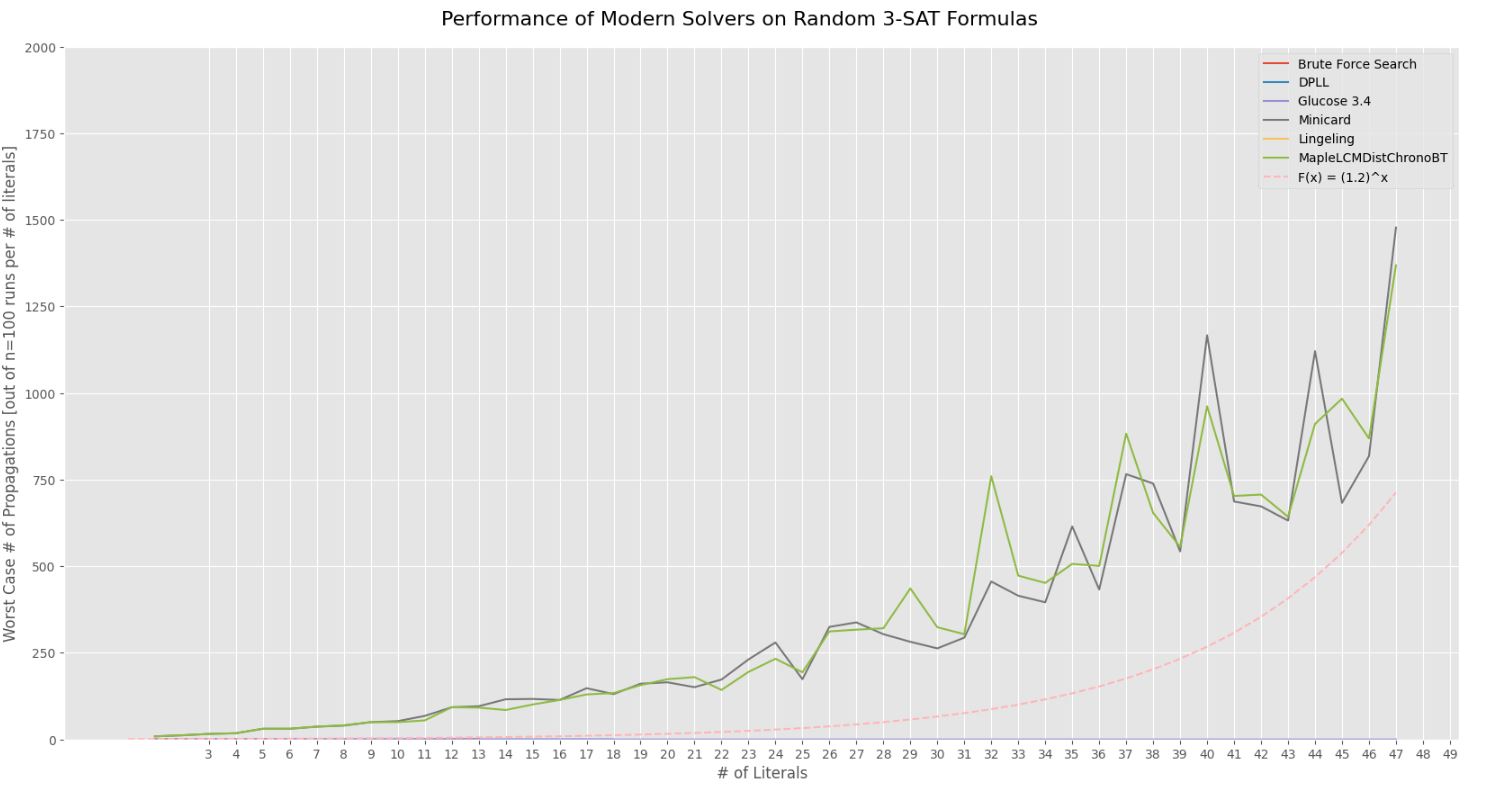 Performance of Modern Solvers on Random 3-SAT Formulas
Worst Case # of Propagations [out of n=100 runs per # of literals]
2000
1750
1500
1250
1000
750
500
250
0
Brute Force Search
DPLL
Glucose 3.4
Minicard
Lingeling
MapleLCMDistChronoBT
F(x) = (1.2)^x
3 4 5 6 7 8 9 10 11 12 13 14 15 16 17 18 19 20 21 22 23 24 25 26 27 28 29 30 31 32 33 34 35 36 37 38 39 40 41 42 43 44 45 46 47 48 49
# of Literals